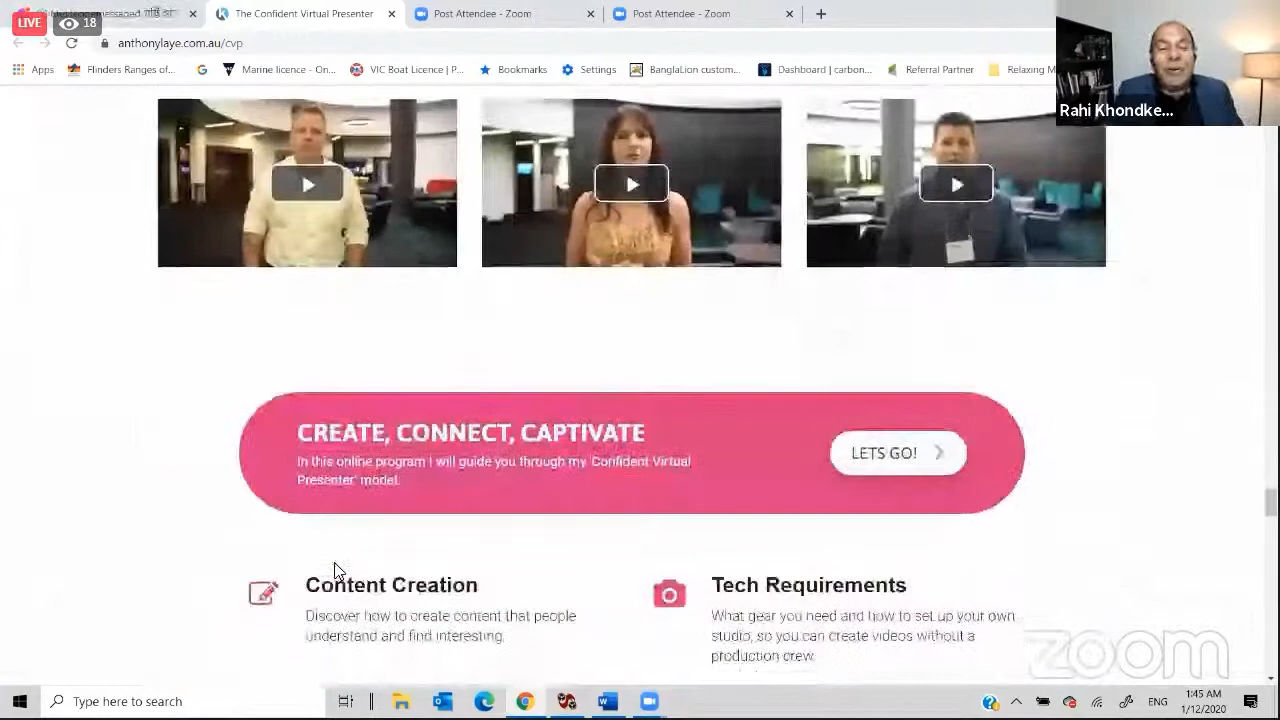 LIVE 18
The Confident Virtual Presenter
Post Attendee - Zoom
anthonylaye.com.au/cvp
Apps
Flinders Ranges of...
Marine licence - On...
VIC Boat Licence | P...
Bookmarks
Settings
BanglaLion custom...
Dashboard | carbon...
Referral Partner
Relaxing M
Rahi Khondke...
CREATE, CONNECT, CAPTIVATE
In this online program I will guide you through my 'Confident Virtual
Presenter' model.
LETS GO!
Content Creation
Discover how to create content that people
understand and find interesting.
Tech Requirements
What gear you need and how to set up your own
studio, so you can create videos without a
production crew.
zoom
Type here to search
ENG
1:45 AM
1/12/2020